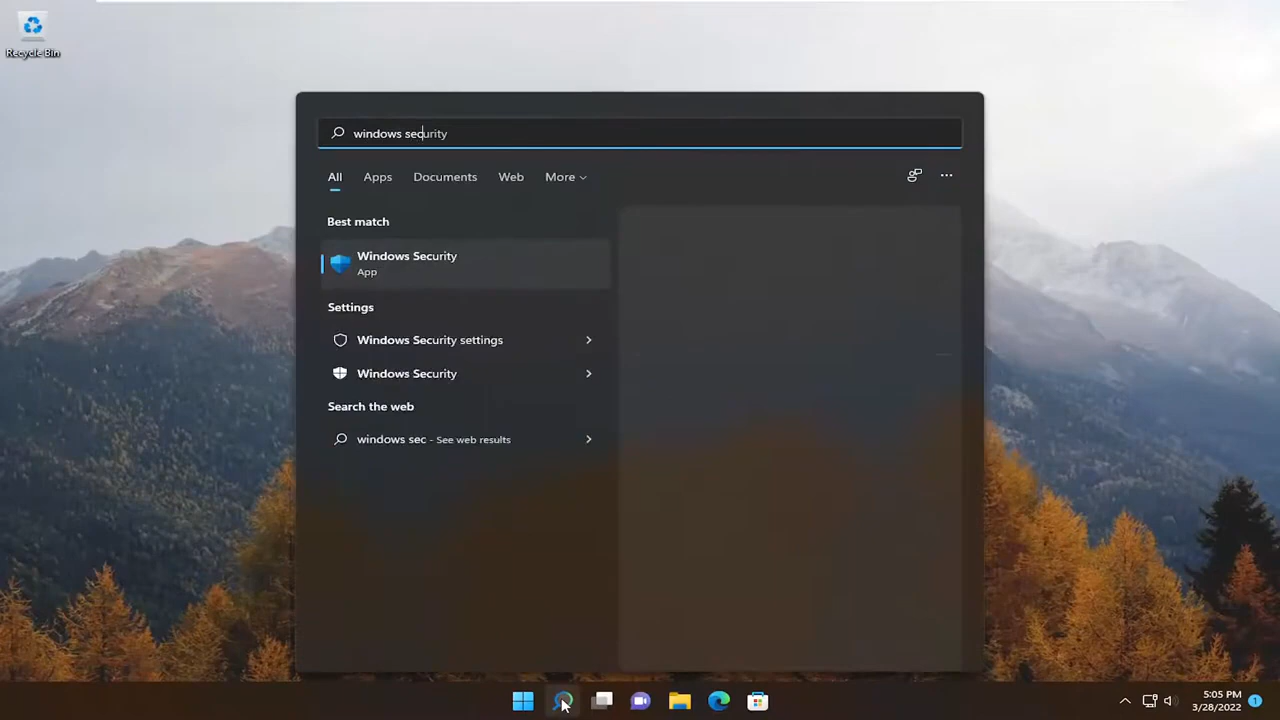 Recycle Bin
windows security
All Apps Documents Web More
Best match
Windows Security
App
Settings
Windows Security settings
Windows Security
Search the web
windows sec - See web results
5:05 PM
3/28/2022
1